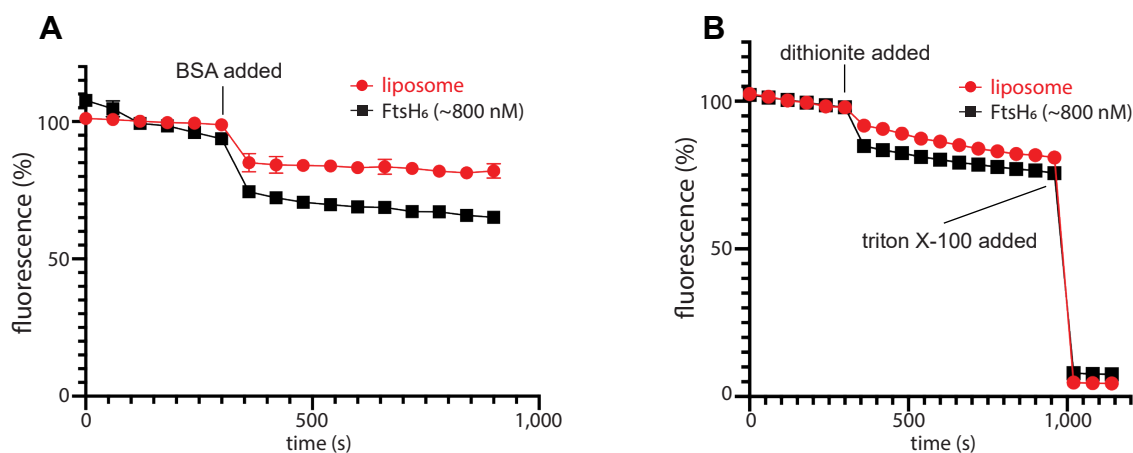 A
BSA added
liposome
FtsH₆ (~800 nM)
fluorescence (%)
100
50
0
0
500
1,000
time (s)
B
dithionite added
liposome
FtsH₆ (~800 nM)
fluorescence (%)
100
50
0
triton X-100 added
0
500
1,000
time (s)